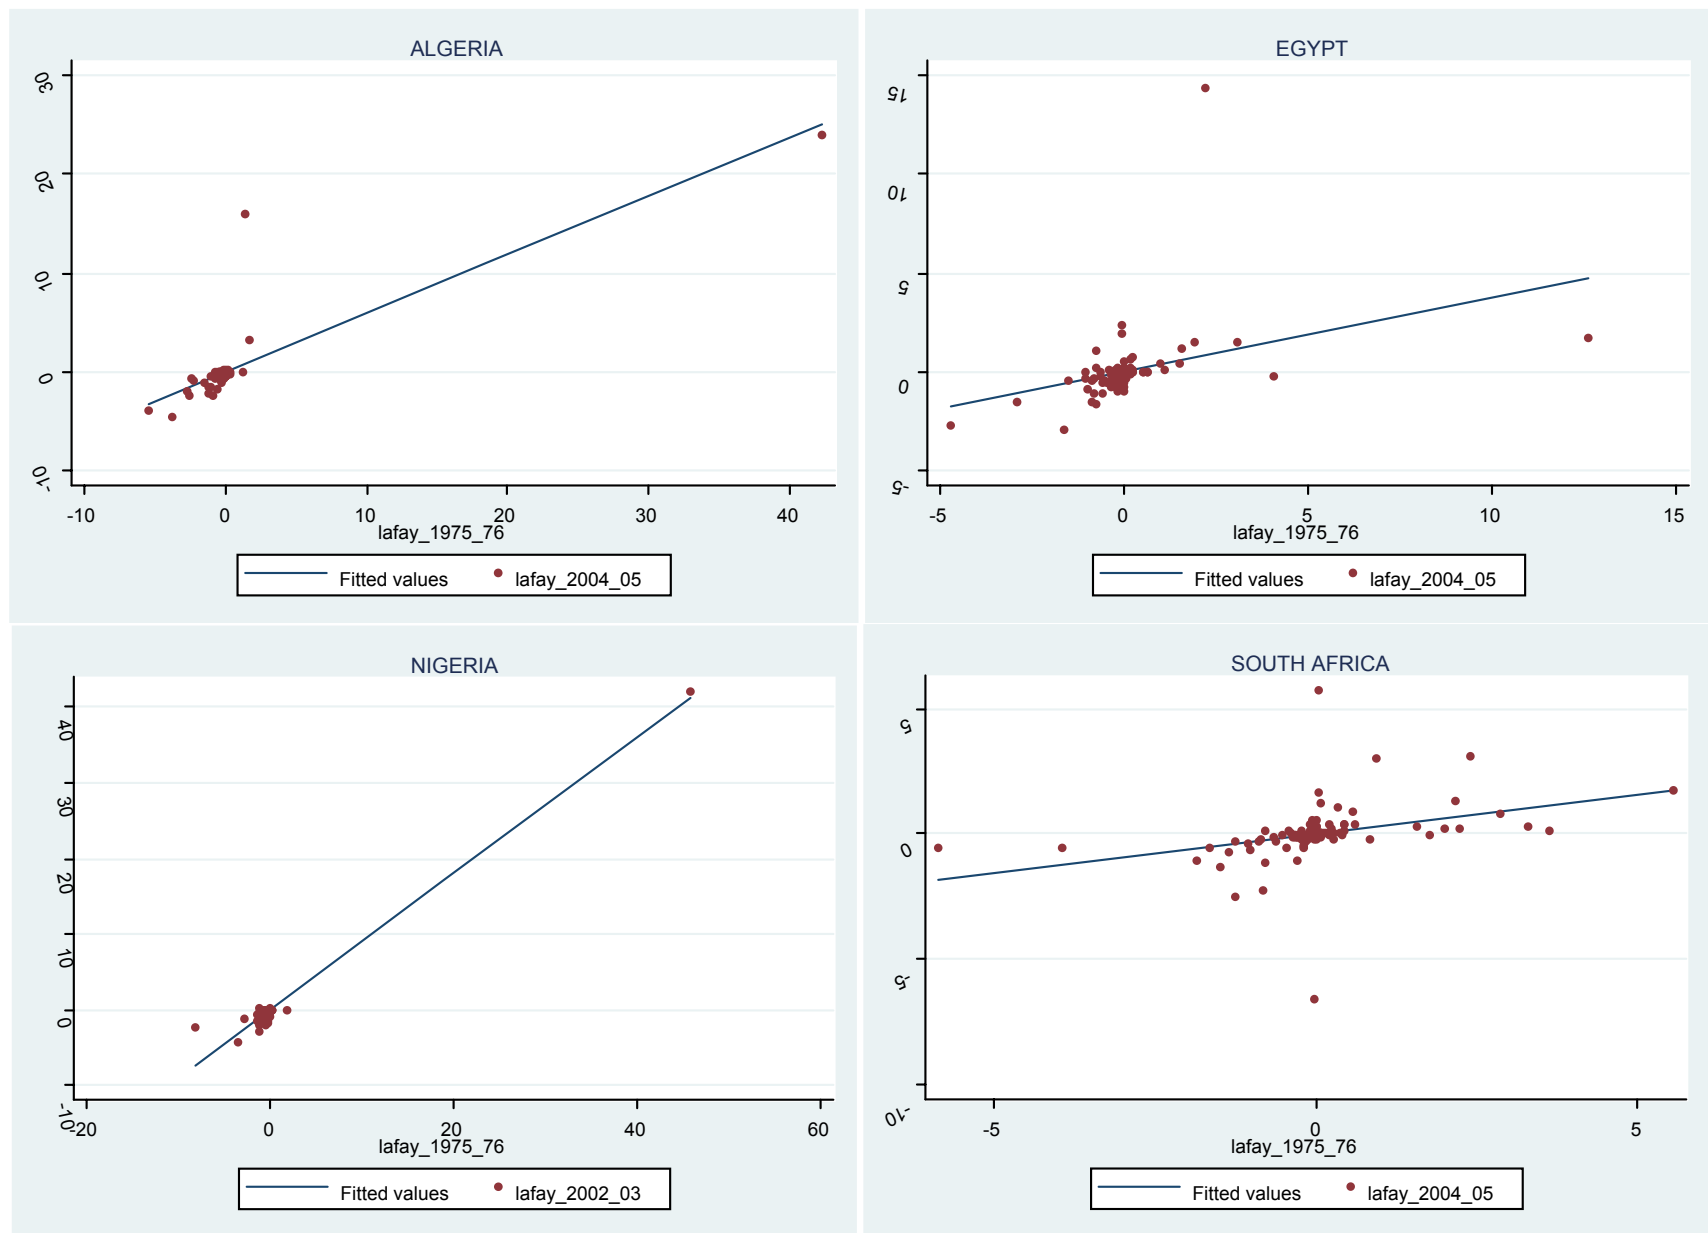 ALGERIA
30
20
10
0
-10
-10 0 10 20 30 40
lafay_1975_76
Fitted values lafay_2004_05
EGYPT
15
10
5
0
-5
-5 0 5 10 15
lafay_1975_76
Fitted values lafay_2004_05
NIGERIA
40
30
20
10
0
-10
-20 0 20 40 60
lafay_1975_76
Fitted values lafay_2002_03
SOUTH AFRICA
5
0
-5
-10
-5 0 5
lafay_1975_76
Fitted values lafay_2004_05